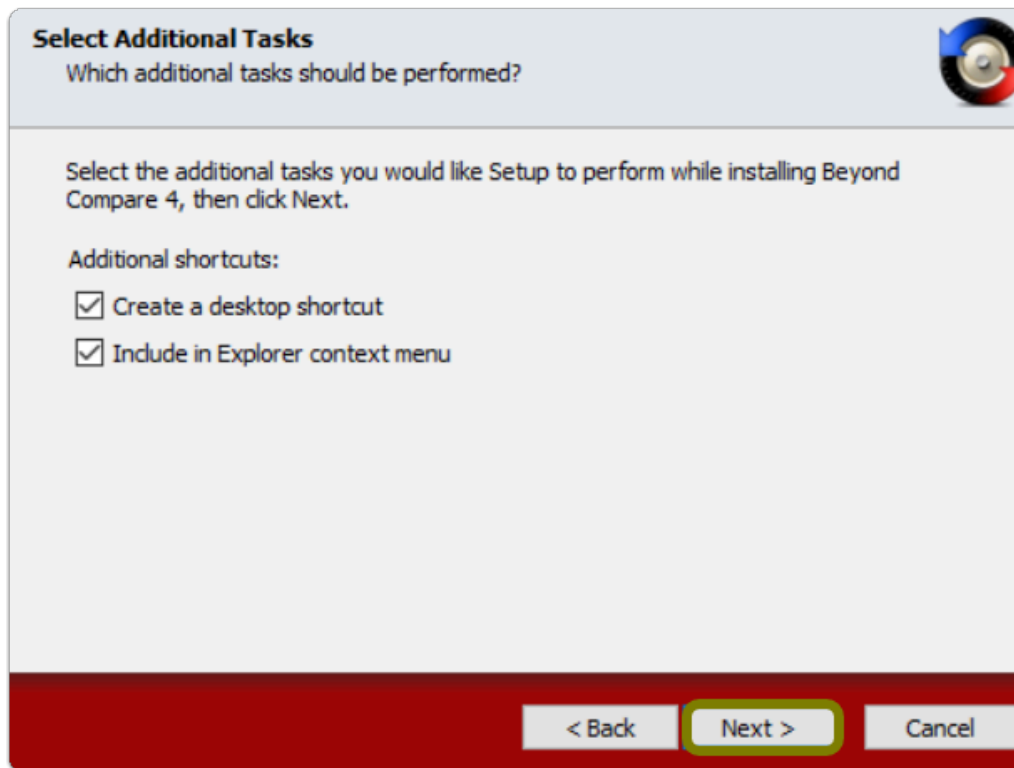 Select Additional Tasks
Which additional tasks should be performed?
Select the additional tasks you would like Setup to perform while installing Beyond
Compare 4, then click Next.
Additional shortcuts:
Create a desktop shortcut
Include in Explorer context menu
< Back
Next >
Cancel